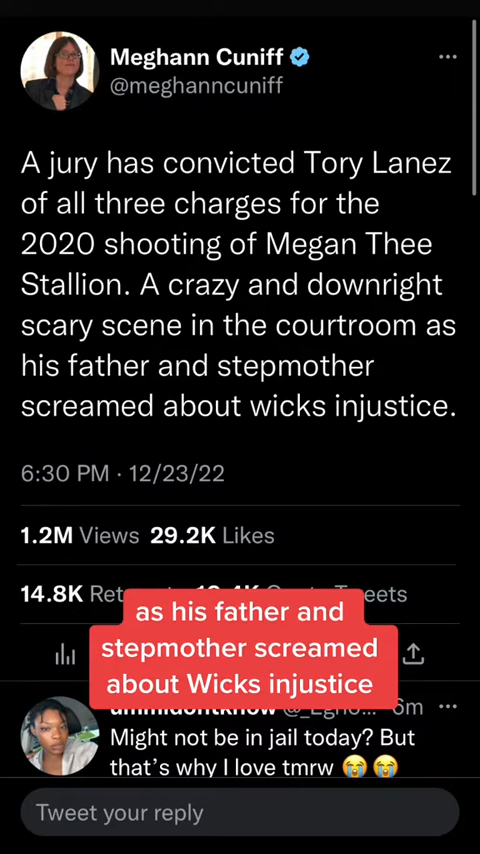 Meghann Cuniff
@meghanncuniff
A jury has convicted Tory Lanez
of all three charges for the
2020 shooting of Megan Thee
Stallion. A crazy and downright
scary scene in the courtroom as
his father and stepmother
screamed about wicks injustice.
6:30 PM · 12/23/22
1.2M Views 29.2K Likes
14.8K
as his father and
stepmother screamed
about Wicks injustice
6m
Might not be in jail today? But
that's why I love tmrw 😭😭
Tweet your reply